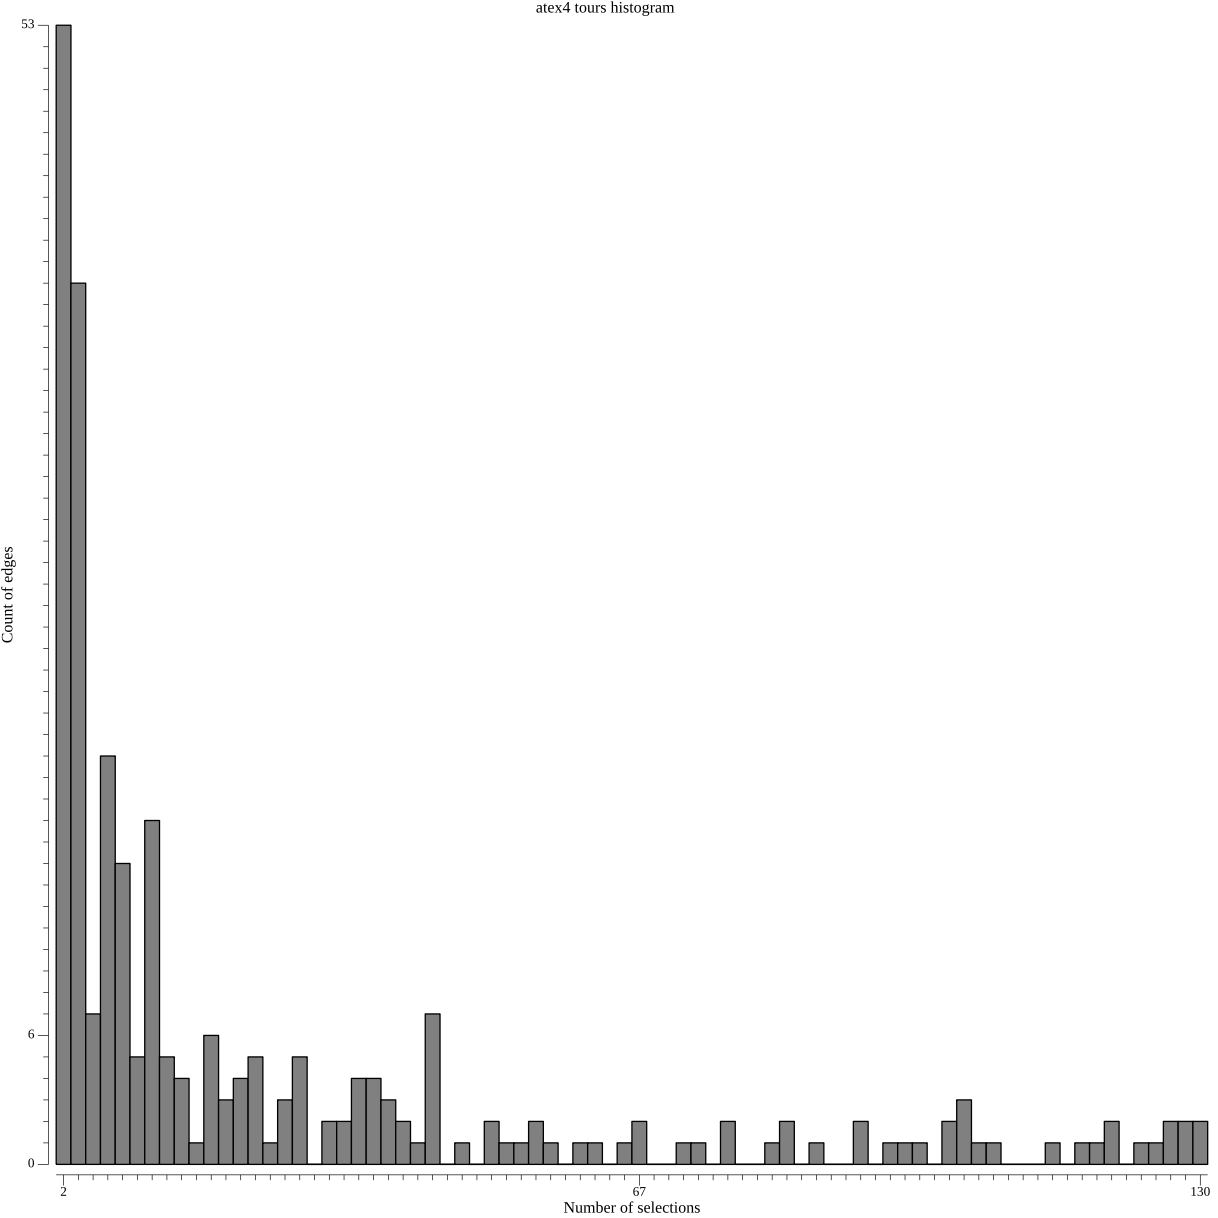 atex4 tours histogram
53
Count of edges
6
0
2 67 130
Number of selections